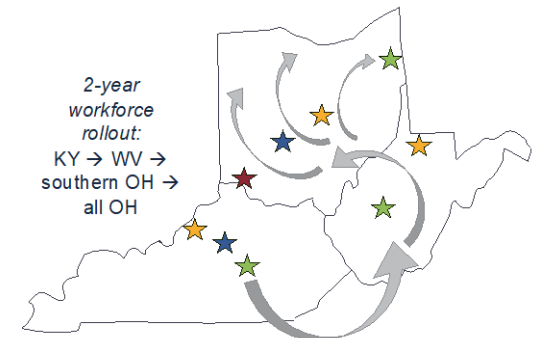 2-year
workforce
rollout:
KY → WV →
southern OH →
all OH